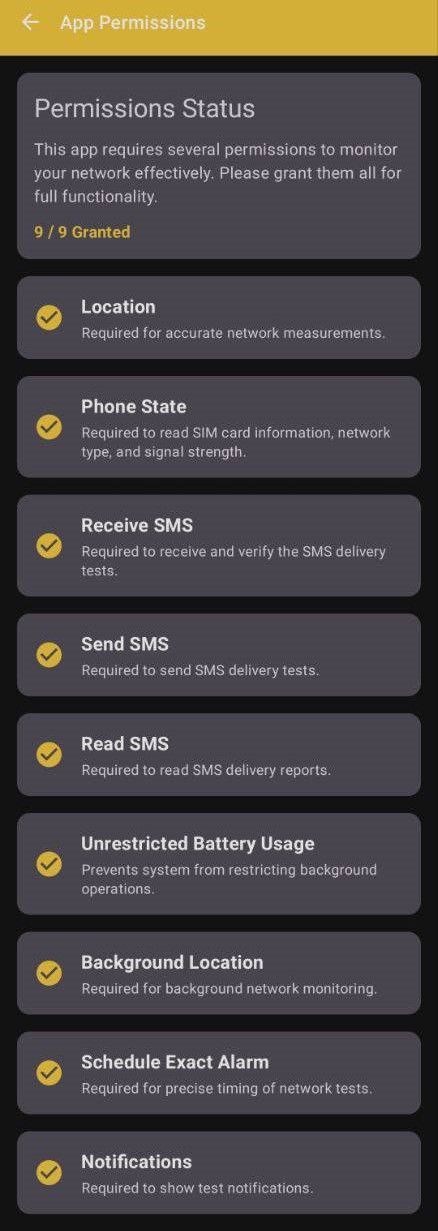 App Permissions
Permissions Status
This app requires several permissions to monitor
your network effectively. Please grant them all for
full functionality.
9 / 9 Granted
Location
Required for accurate network measurements.
Phone State
Required to read SIM card information, network
type, and signal strength.
Receive SMS
Required to receive and verify the SMS delivery
tests.
Send SMS
Required to send SMS delivery tests.
Read SMS
Required to read SMS delivery reports.
Unrestricted Battery Usage
Prevents system from restricting background
operations.
Background Location
Required for background network monitoring.
Schedule Exact Alarm
Required for precise timing of network tests.
Notifications
Required to show test notifications.